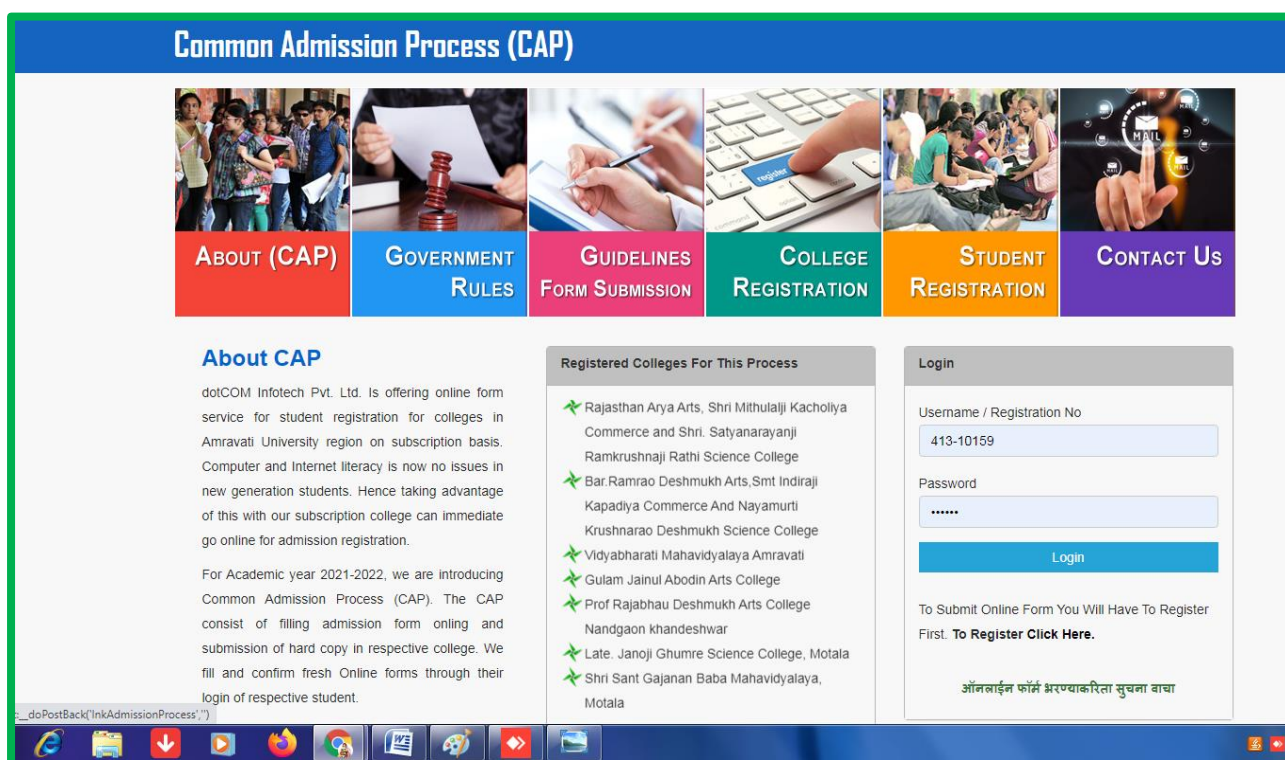 Common Admission Process (CAP)
MAIL
MAIL
register
command
option
ABOUT (CAP)
GOVERNMENT
RULES
GUIDELINES
FORM SUBMISSION
COLLEGE
REGISTRATION
STUDENT
REGISTRATION
CONTACT US
About CAP
dotCOM Infotech Pvt. Ltd. Is offering online form
service for student registration for colleges in
Amravati University region on subscription basis.
Computer and Internet literacy is now no issues in
new generation students. Hence taking advantage
of this with our subscription college can immediate
go online for admission registration.
For Academic year 2021-2022, we are introducing
Common Admission Process (CAP). The CAP
consist of filling admission form onling and
submission of hard copy in respective college. We
fill and confirm fresh Online forms through their
login of respective student.
Registered Colleges For This Process
Rajasthan Arya Arts, Shri Mithulalji Kacholiya
Commerce and Shri. Satyanarayanji
Ramkrushnaji Rathi Science College
Bar.Ramrao Deshmukh Arts,Smt Indiraji
Kapadiya Commerce And Nayamurti
Krushnarao Deshmukh Science College
Vidyabharati Mahavidyalaya Amravati
Gulam Jainul Abodin Arts College
Prof Rajabhau Deshmukh Arts College
Nandgaon khandeshwar
Late. Janoji Ghumre Science College, Motala
Shri Sant Gajanan Baba Mahavidyalaya,
Motala
Login
Username / Registration No
413-10159
Password
••••••
Login
To Submit Online Form You Will Have To Register
First. To Register Click Here.
ऑनलाईन फॉर्म भरण्याकरिता सुचना वाचा
:__doPostBack('lnkAdmissionProcess','')